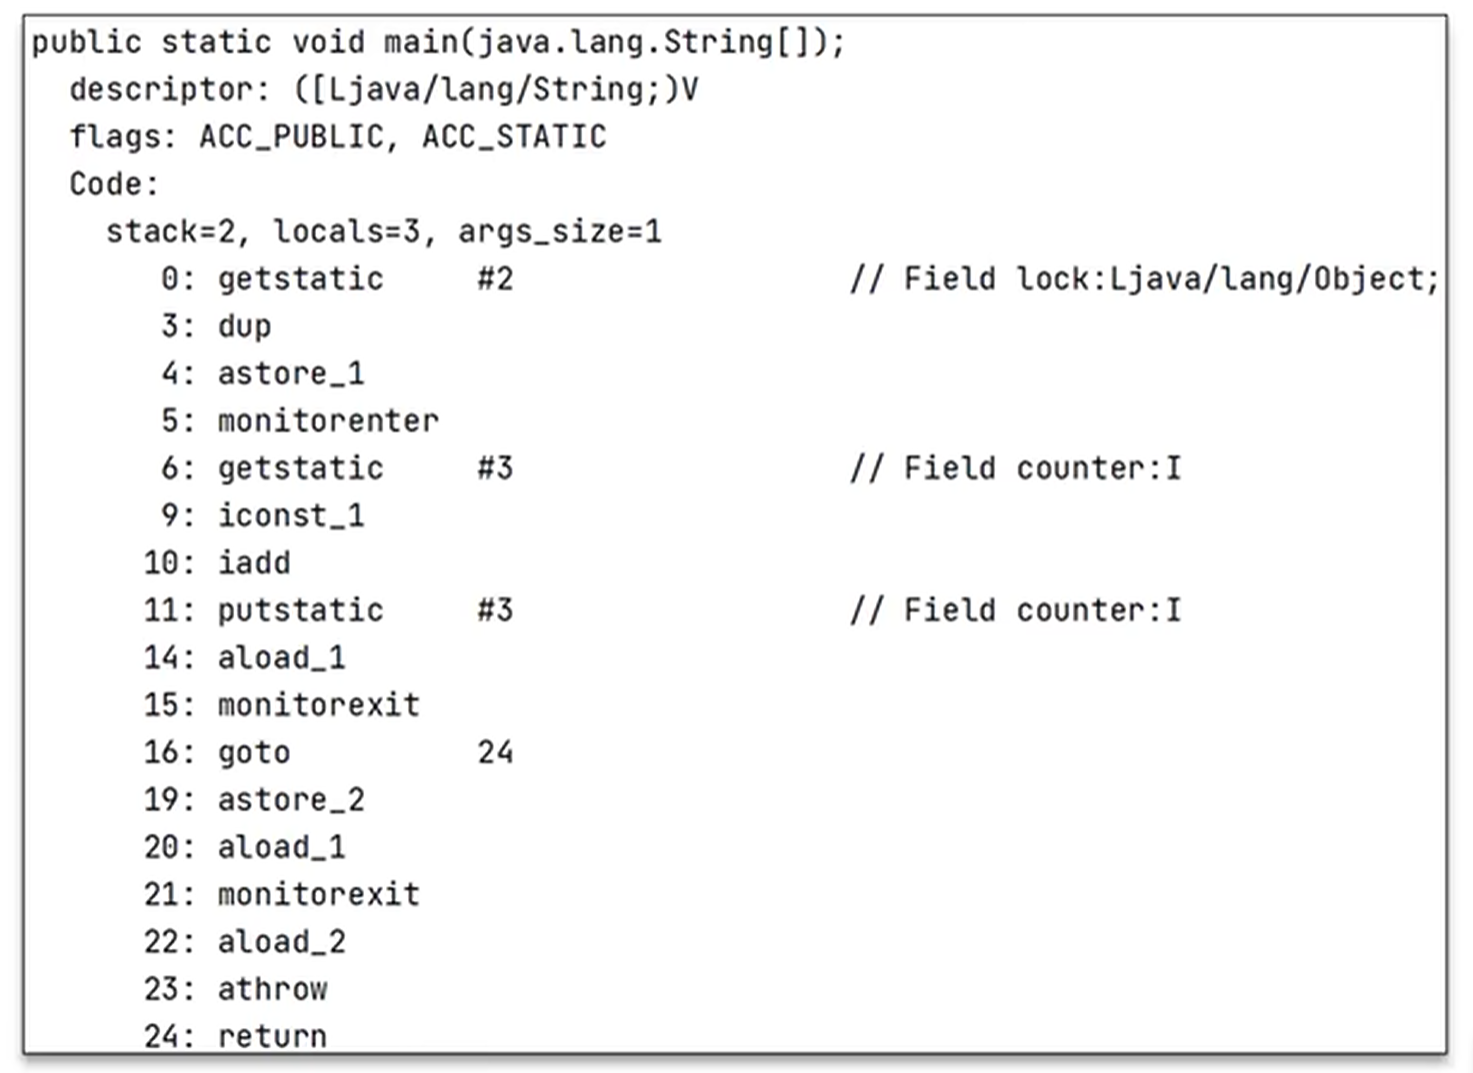 public static void main(java.lang.String[]);
descriptor: ([Ljava/lang/String;)V
flags: ACC_PUBLIC, ACC_STATIC
Code:
stack=2, locals=3, args_size=1
0: getstatic #2 // Field lock:Ljava/lang/Object;
3: dup
4: astore_1
5: monitorenter
6: getstatic #3 // Field counter:I
9: iconst_1
10: iadd
11: putstatic #3 // Field counter:I
14: aload_1
15: monitorexit
16: goto 24
19: astore_2
20: aload_1
21: monitorexit
22: aload_2
23: athrow
24: return